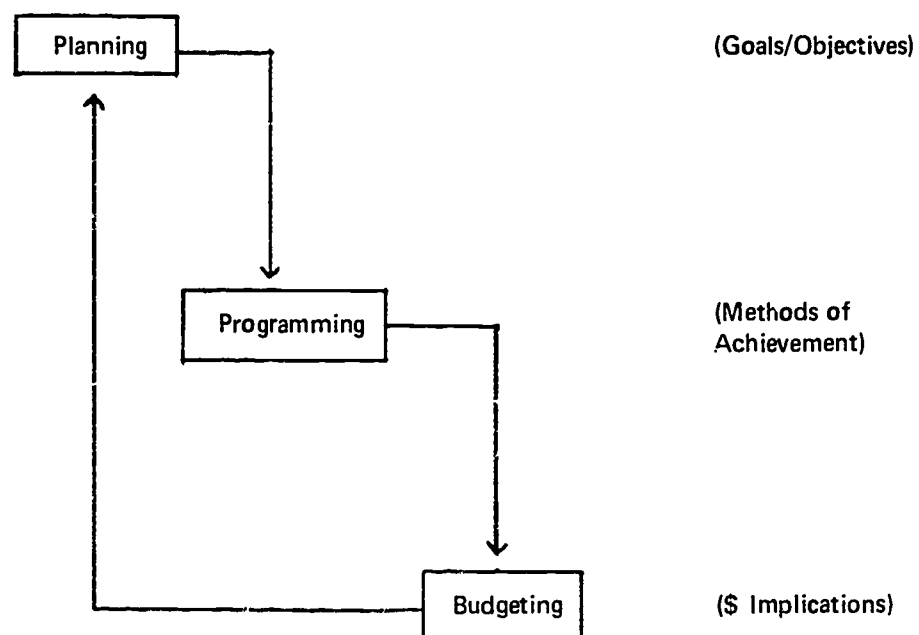 Planning
(Goals/Objectives)
Programming
(Methods of
Achievement)
Budgeting
($ Implications)